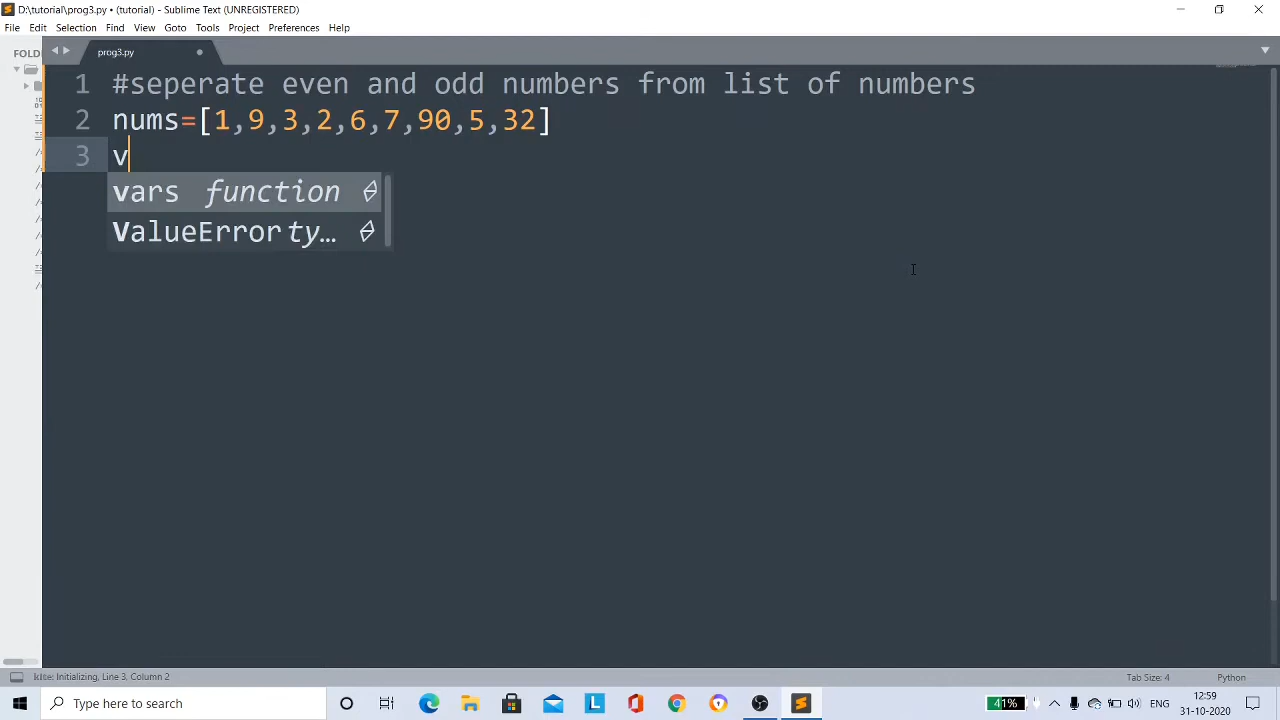 D:\tutorial\prog3.py • (tutorial) - Sublime Text (UNREGISTERED)
File Edit Selection Find View Goto Tools Project Preferences Help
FOLD
prog3.py
1 #seperate even and odd numbers from list of numbers
2 nums=[1,9,3,2,6,7,90,5,32]
3 v
vars function
ValueError ty…
Initializing, Line 3, Column 2
Tab Size: 4
Python
Type here to search
41%
ENG
12:59
31-10-2020